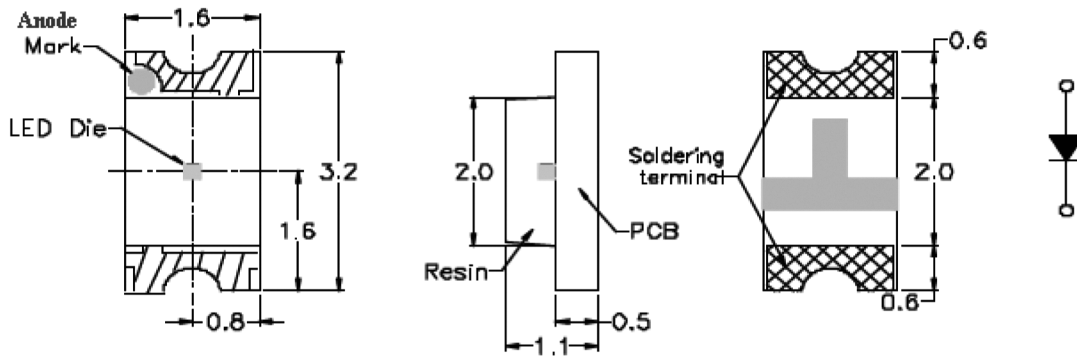 Anode
Mark
1.6
LED Die
3.2
1.6
0.8
2.0
Resin
PCB
0.5
1.1
0.6
Soldering
terminal
2.0
0.6